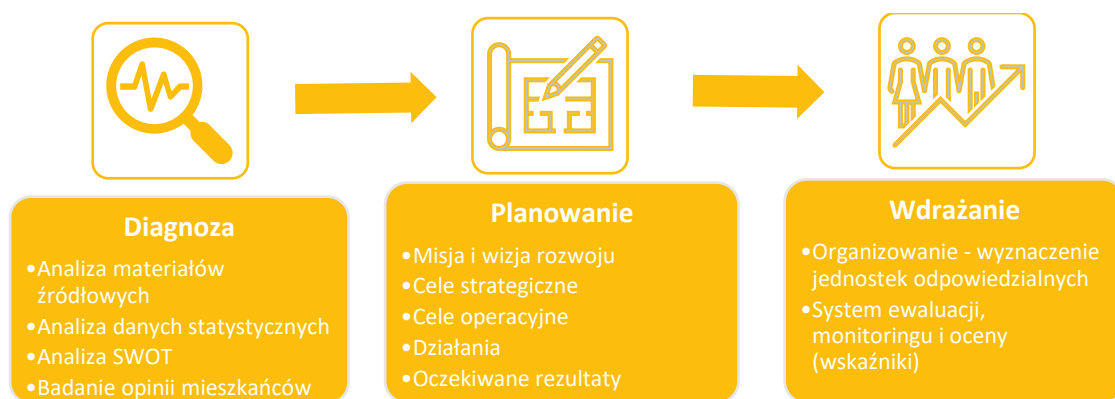 Diagnoza
•Analiza materiałów
źródłowych
•Analiza danych statystycznych
•Analiza SWOT
•Badanie opinii mieszkańców
Planowanie
•Misja i wizja rozwoju
•Cele strategiczne
•Cele operacyjne
•Działania
•Oczekiwane rezultaty
Wdrażanie
•Organizowanie - wyznaczenie
jednostek odpowiedzialnych
•System ewaluacji,
monitoringu i oceny
(wskaźniki)